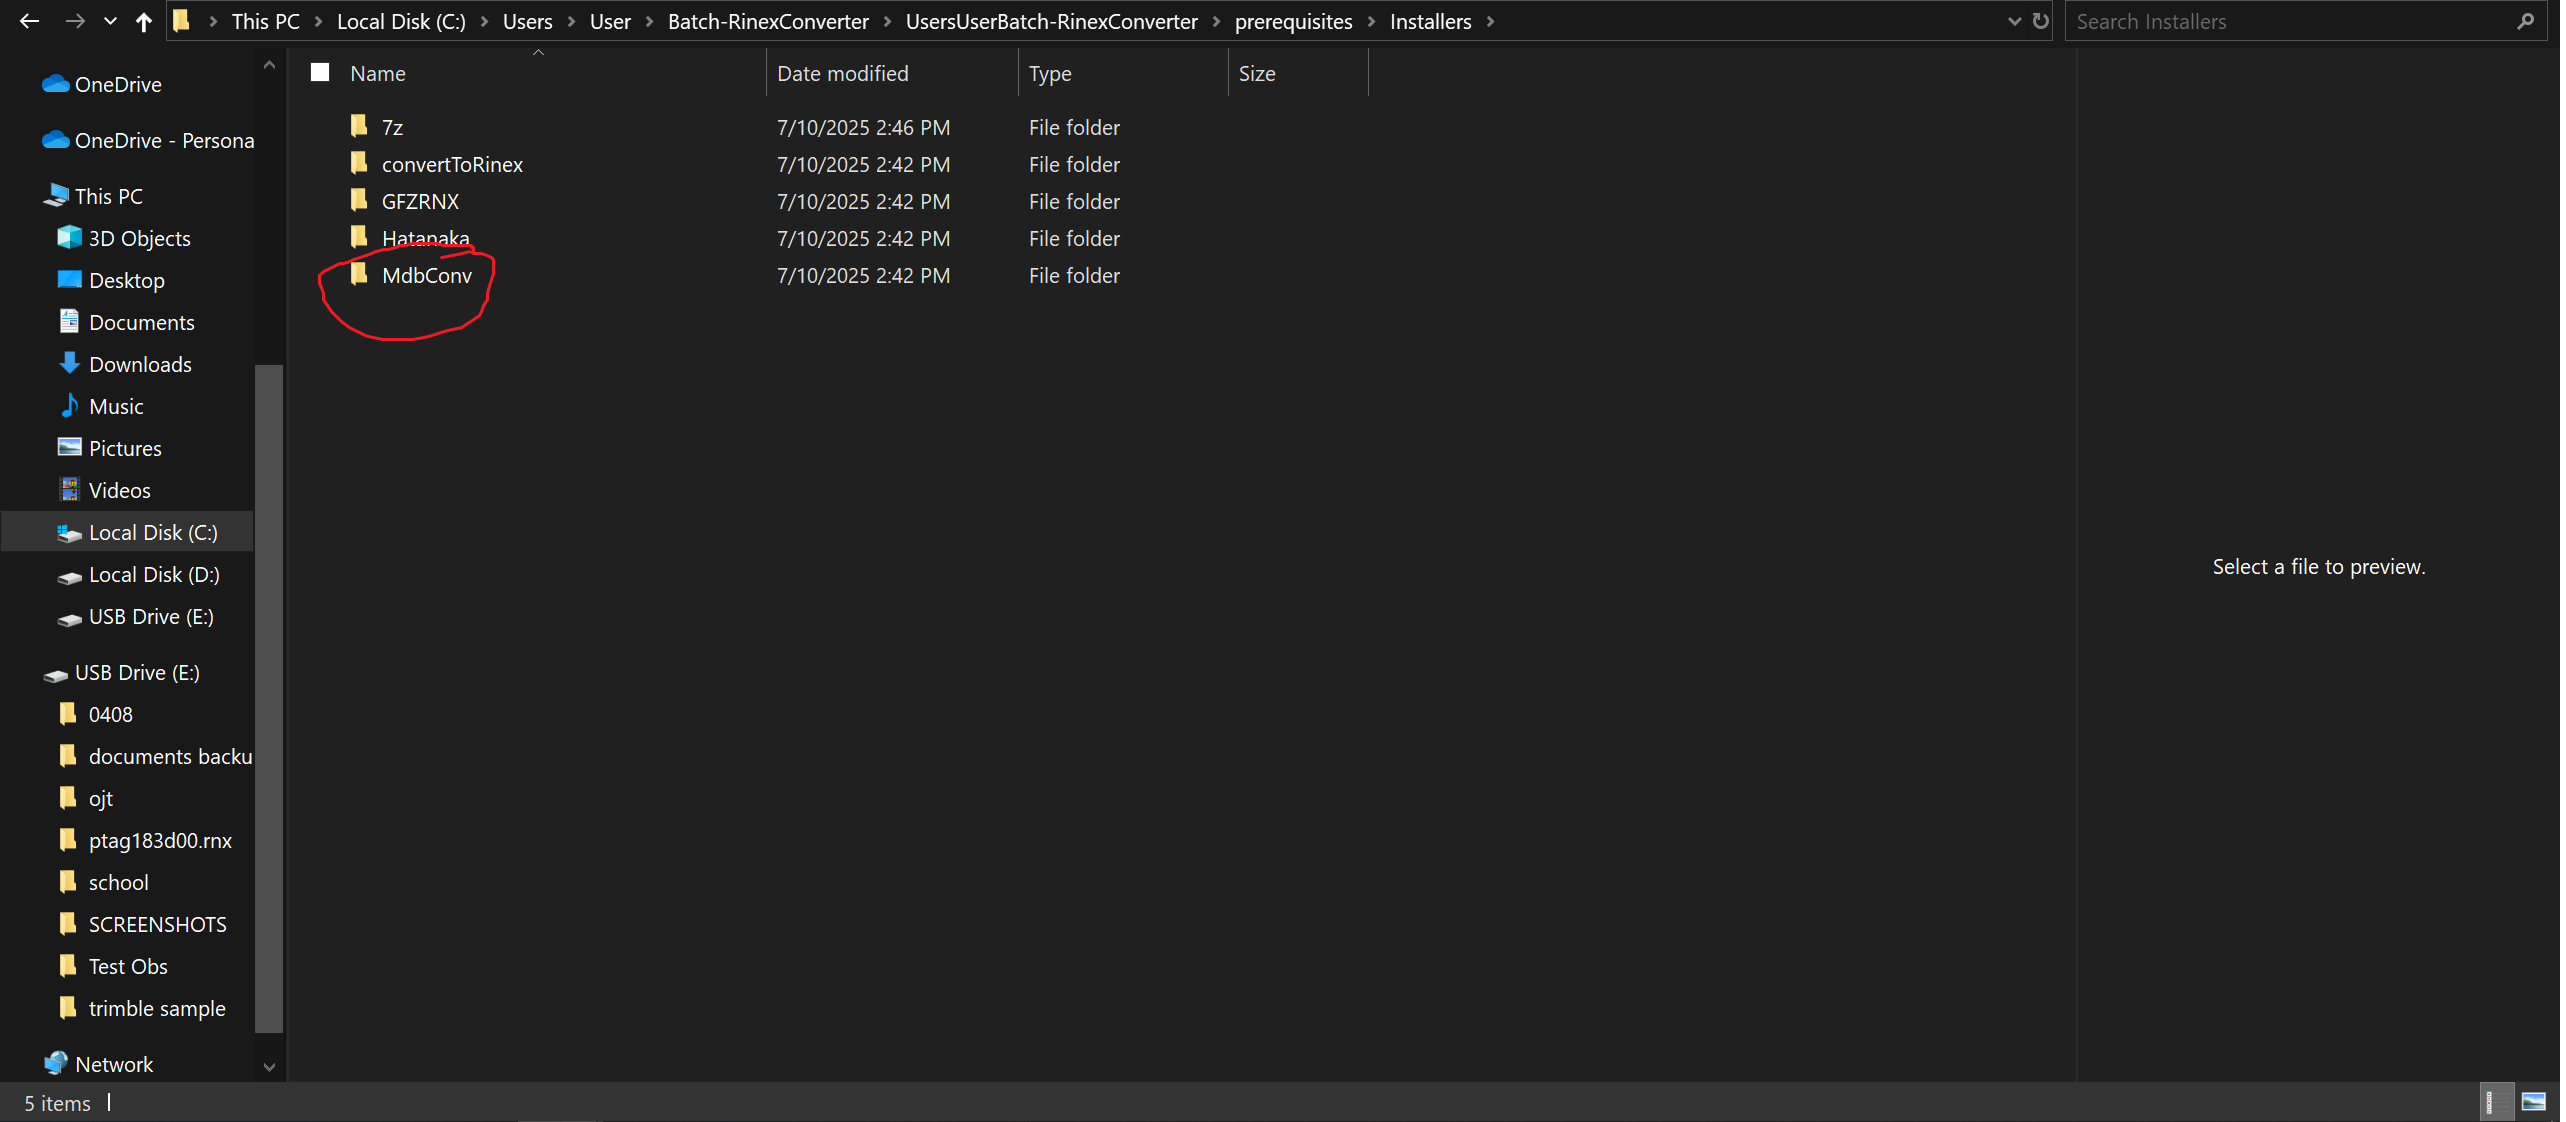 This PC > Local Disk (C:) > Users > User > Batch-RinexConverter > UsersUserBatch-RinexConverter > prerequisites > Installers >
Search Installers
OneDrive
OneDrive - Persona
This PC
3D Objects
Desktop
Documents
Downloads
Music
Pictures
Videos
Local Disk (C:)
Local Disk (D:)
USB Drive (E:)
USB Drive (E:)
0408
documents backu
ojt
ptag183d00.rnx
school
SCREENSHOTS
Test Obs
trimble sample
Network
Name Date modified Type Size
7z 7/10/2025 2:46 PM File folder
convertToRinex 7/10/2025 2:42 PM File folder
GFZRNX 7/10/2025 2:42 PM File folder
Hatanaka 7/10/2025 2:42 PM File folder
MdbConv 7/10/2025 2:42 PM File folder
Select a file to preview.
5 items